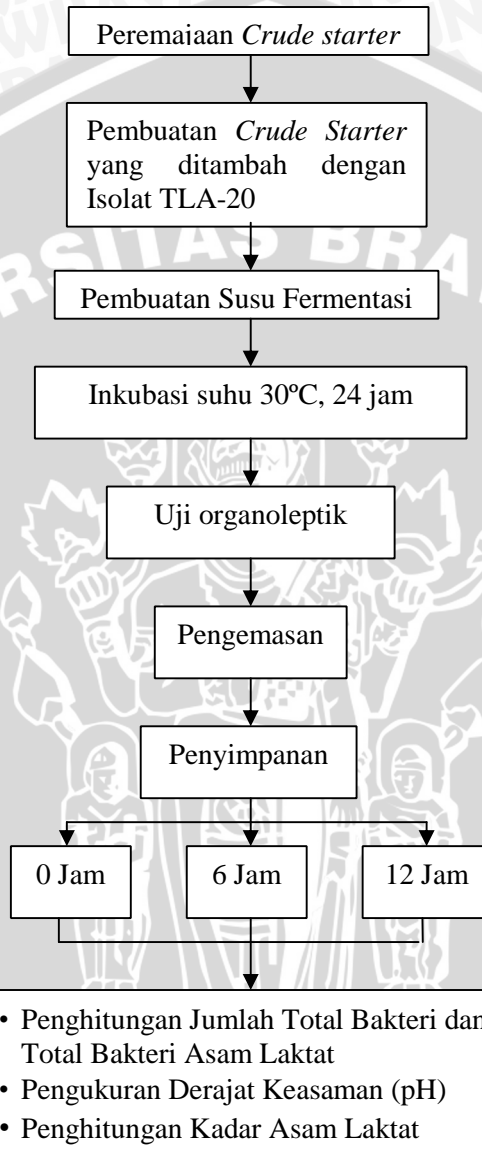 Peremajaan Crude starter
Pembuatan Crude Starter
yang ditambah dengan
Isolat TLA-20
RSITAS BRA
Pembuatan Susu Fermentasi
Inkubasi suhu 30ºC, 24 jam
Uji organoleptik
Pengemasan
Penyimpanan
0 Jam 6 Jam 12 Jam
• Penghitungan Jumlah Total Bakteri dan
Total Bakteri Asam Laktat
• Pengukuran Derajat Keasaman (pH)
• Penghitungan Kadar Asam Laktat